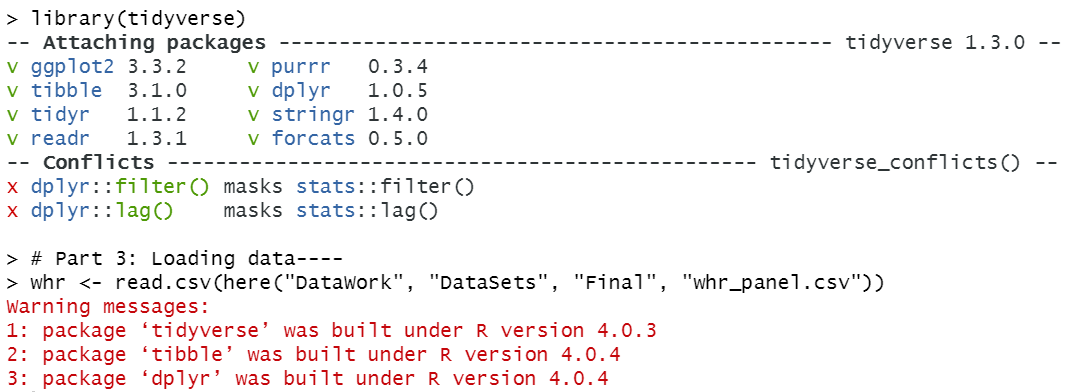 > library(tidyverse)
-- Attaching packages ---------------------------------------------- tidyverse 1.3.0 --
v ggplot2 3.3.2     v purrr   0.3.4
v tibble  3.1.0     v dplyr   1.0.5
v tidyr   1.1.2     v stringr 1.4.0
v readr   1.3.1     v forcats 0.5.0
-- Conflicts ------------------------------------------------- tidyverse_conflicts() --
x dplyr::filter() masks stats::filter()
x dplyr::lag()    masks stats::lag()
> # Part 3: Loading data----
> whr <- read.csv(here("DataWork", "DataSets", "Final", "whr_panel.csv"))
Warning messages:
1: package ‘tidyverse’ was built under R version 4.0.3
2: package ‘tibble’ was built under R version 4.0.4
3: package ‘dplyr’ was built under R version 4.0.4